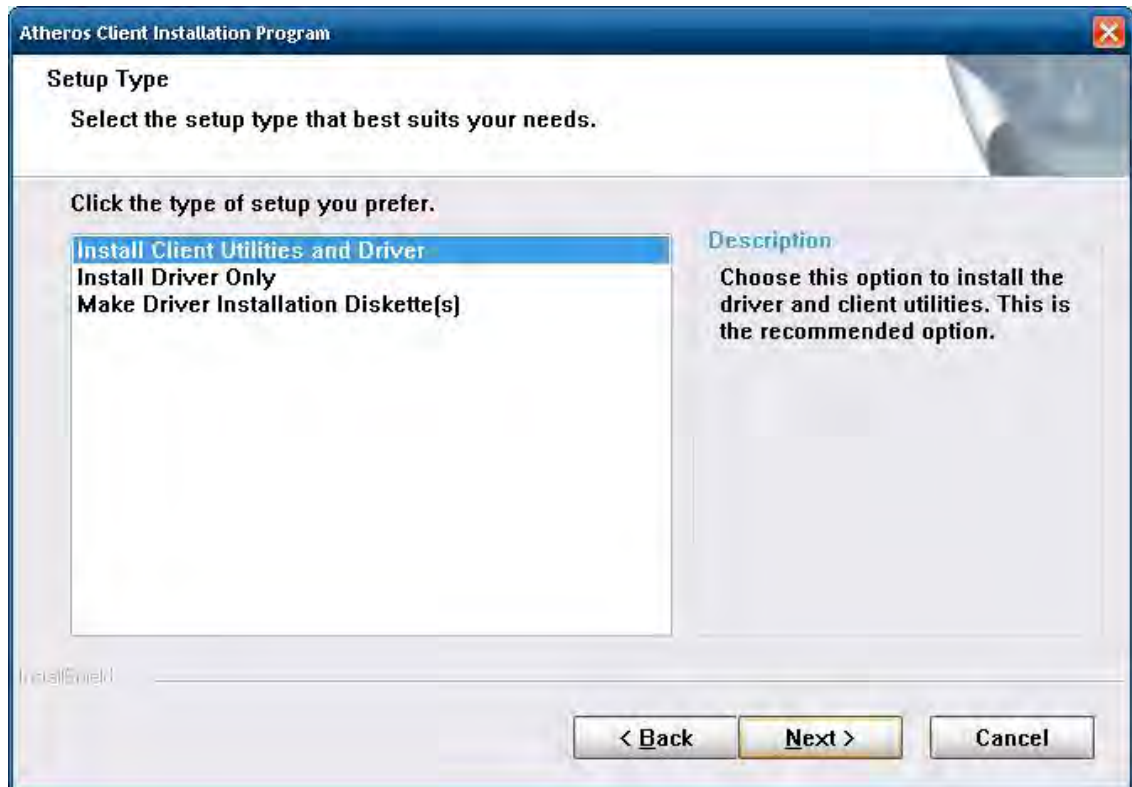 Atheros Client Installation Program
Setup Type
Select the setup type that best suits your needs.
Click the type of setup you prefer.
Install Client Utilities and Driver
Install Driver Only
Make Driver Installation Diskette(s)
Description
Choose this option to install the
driver and client utilities. This is
the recommended option.
InstallShield
< Back
Next >
Cancel